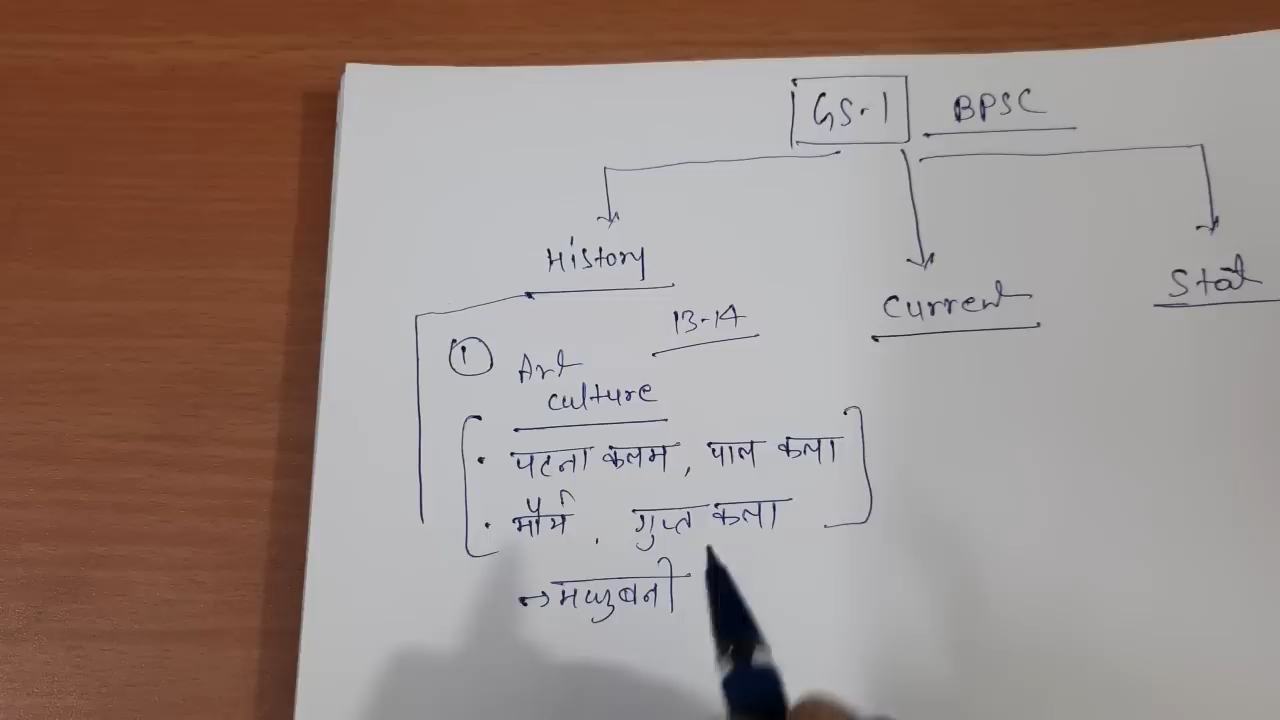 GS-1 BPSC
History
Current
Stat
13-14
① Art
culture
• पटना कलम, पाल कला
• मौर्य, गुप्त कला
→ मधुबनी